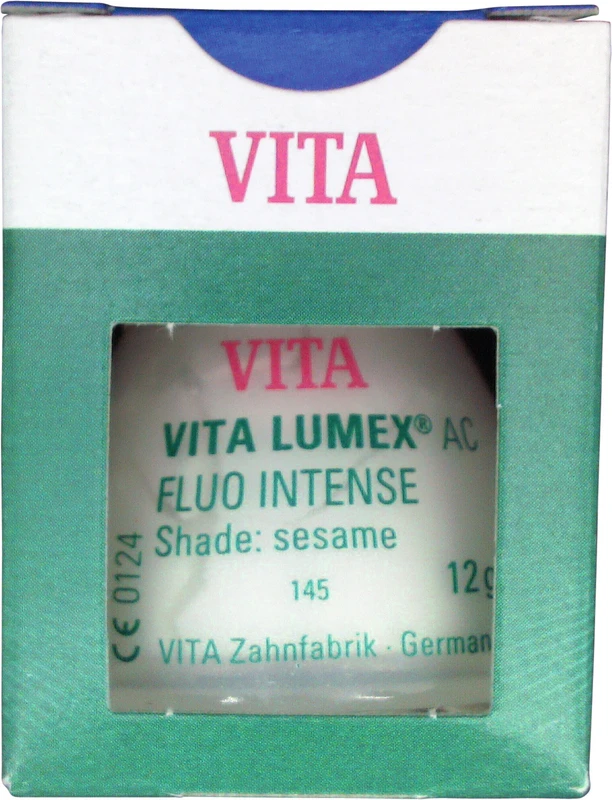 VITA
VITA
VITA LUMEX® AC
FLUO INTENSE
Shade: sesame
145
12g
CE 0124
VITA Zahnfabrik · German